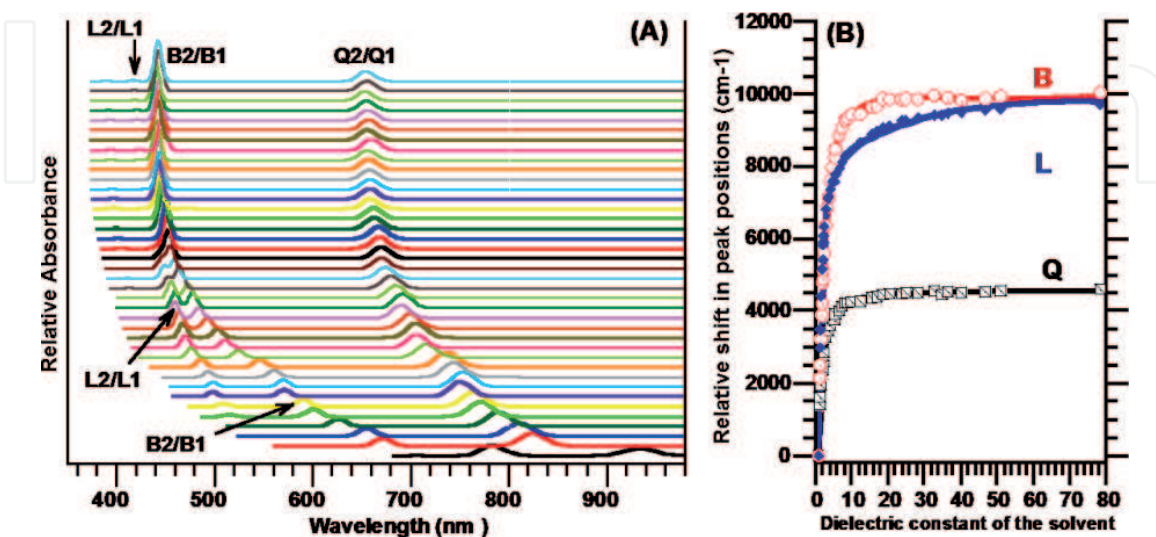 L2/L1
B2/B1
Q2/Q1
(A)
Relative Absorbance
L2/L1
B2/B1
400 500 600 700 800 900
Wavelength (nm )
(B)
Relative shift in peak positions (cm-1)
12000
10000
8000
6000
4000
2000
0
B
L
Q
0 10 20 30 40 50 60 70 80
Dielectric constant of the solvent